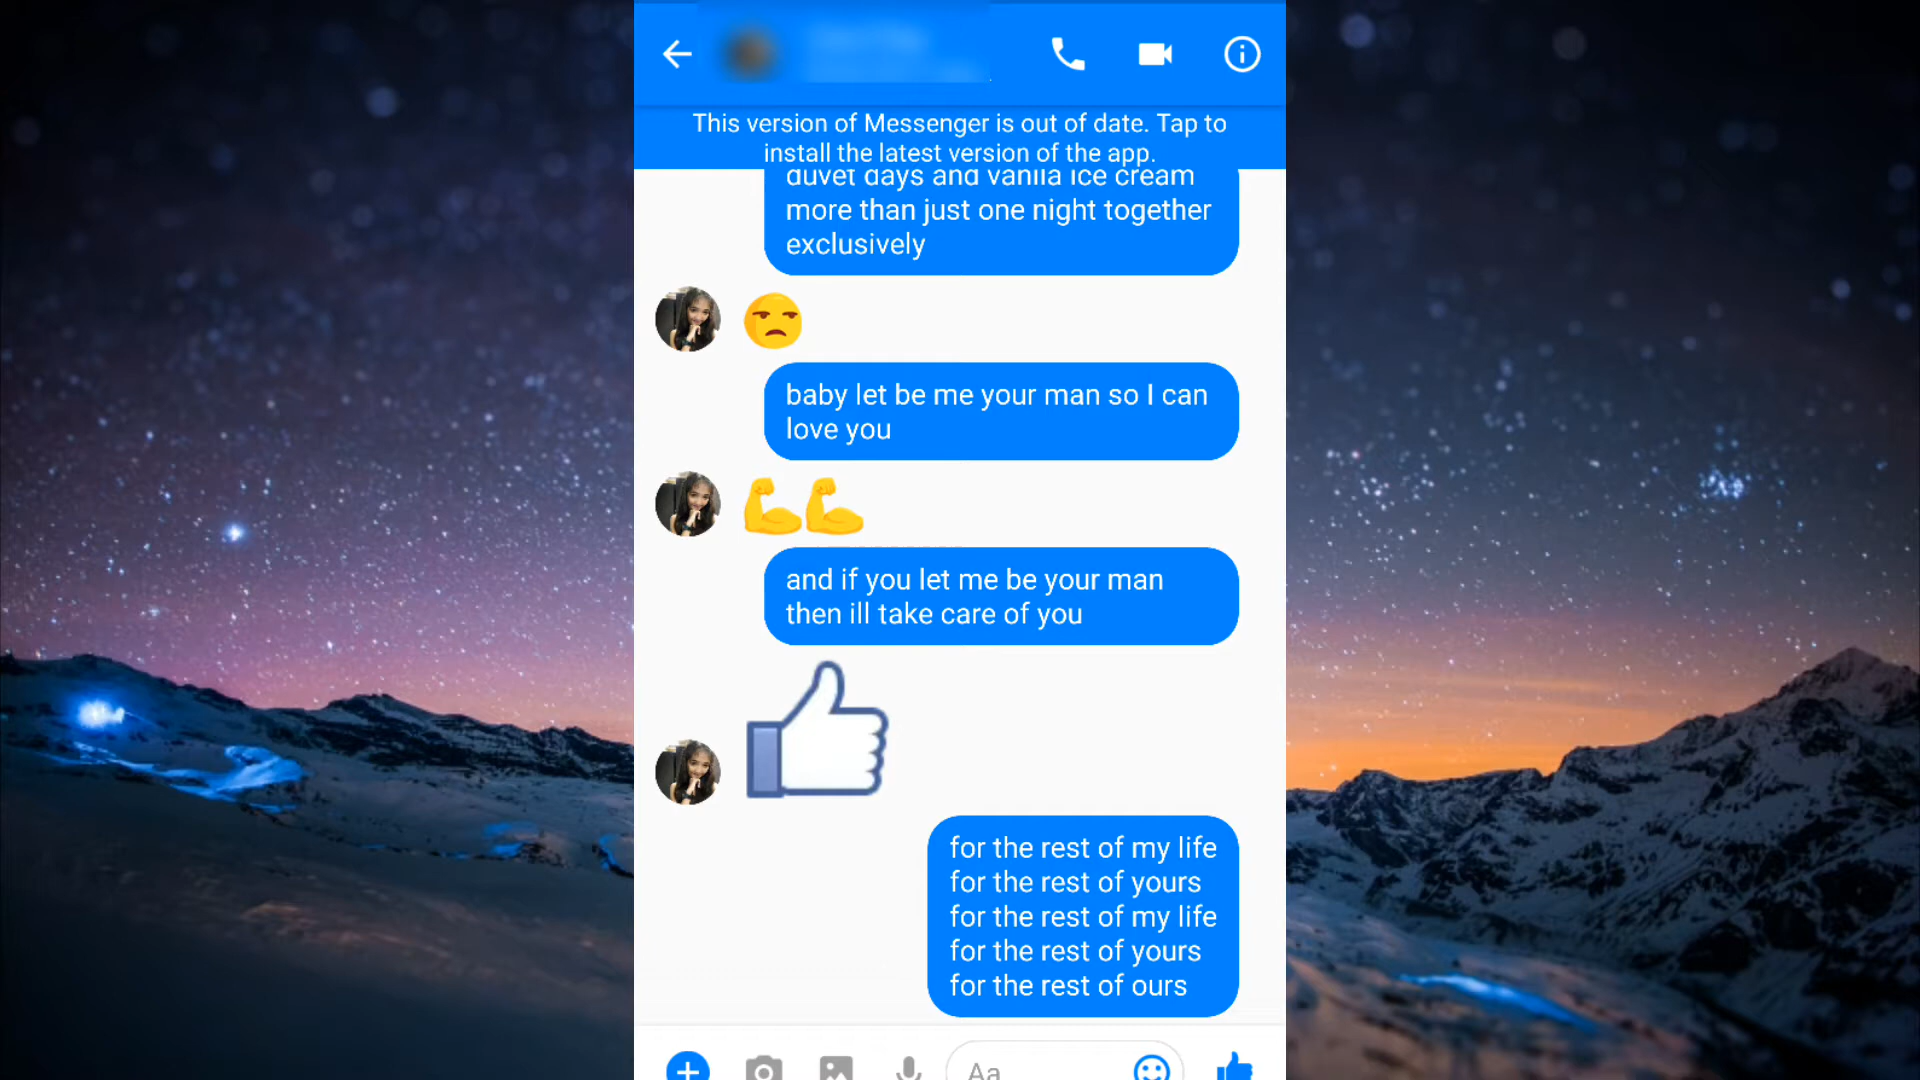 This version of Messenger is out of date. Tap to
install the latest version of the app.
duvet days and vanila ice cream
more than just one night together
exclusively
baby let be me your man so I can
love you
and if you let me be your man
then ill take care of you
for the rest of my life
for the rest of yours
for the rest of my life
for the rest of yours
for the rest of ours
Aa